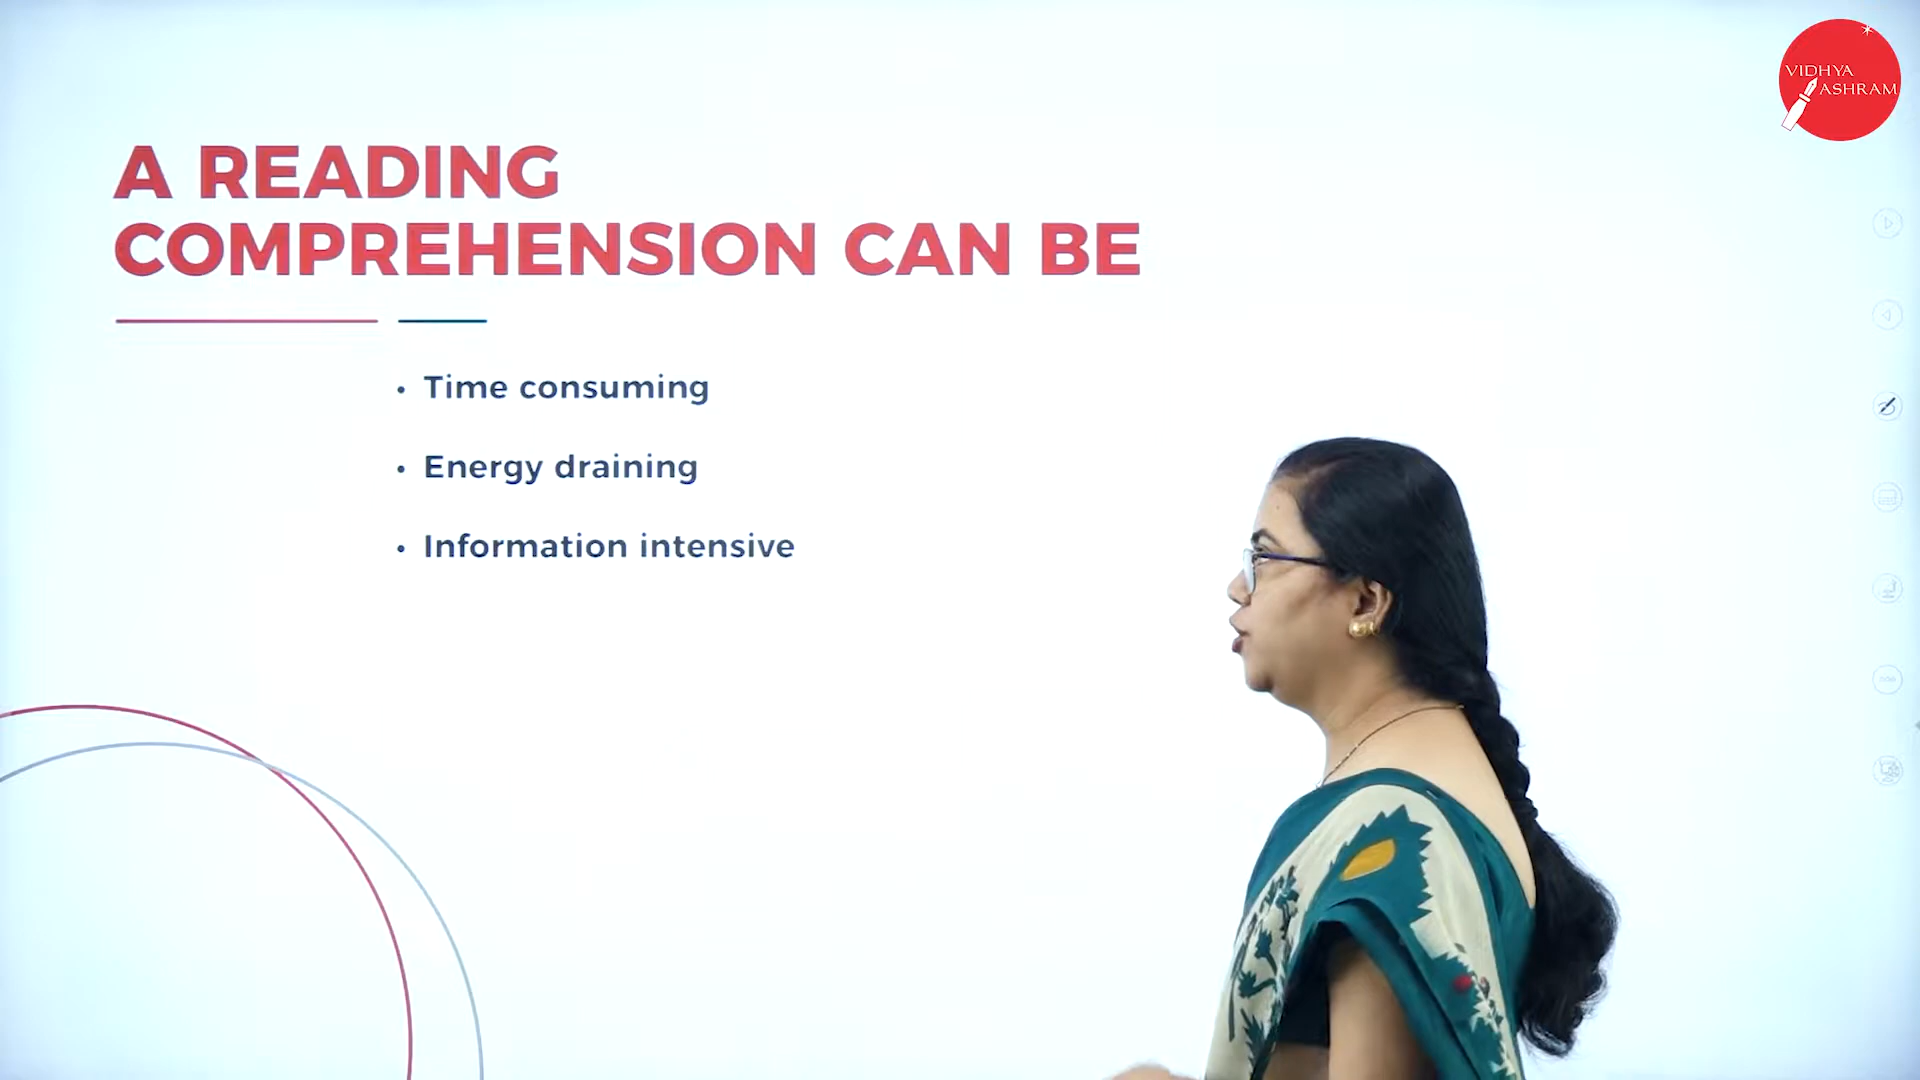 VIDHYA
ASHRAM
A READING
COMPREHENSION CAN BE
• Time consuming
• Energy draining
• Information intensive